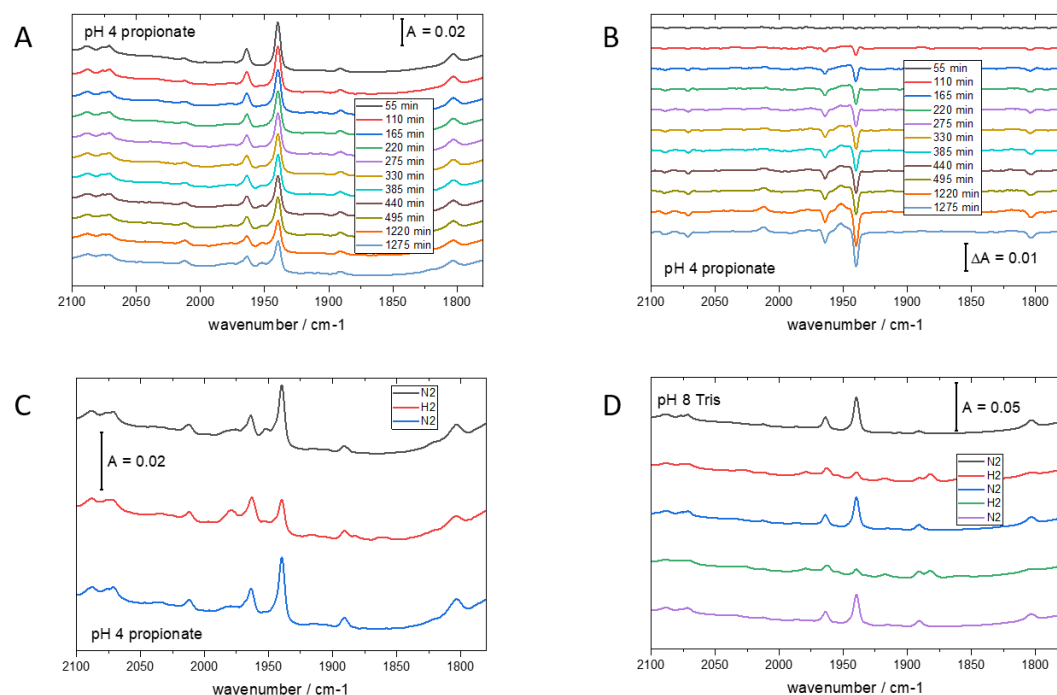 A
pH 4 propionate
A = 0.02
55 min
110 min
165 min
220 min
275 min
330 min
385 min
440 min
495 min
1220 min
1275 min
2100 2050 2000 1950 1900 1850 1800
wavenumber / cm-1
B
55 min
110 min
165 min
220 min
275 min
330 min
385 min
440 min
495 min
1220 min
1275 min
ΔA = 0.01
pH 4 propionate
2100 2050 2000 1950 1900 1850 1800
wavenumber / cm-1
C
N2
H2
N2
A = 0.02
pH 4 propionate
2100 2050 2000 1950 1900 1850 1800
wavenumber / cm-1
D
pH 8 Tris
A = 0.05
N2
H2
N2
H2
N2
2100 2050 2000 1950 1900 1850 1800
wavenumber / cm-1